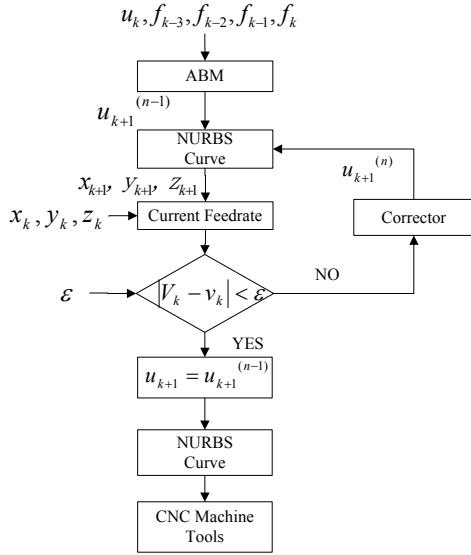 u_k, f_{k-3}, f_{k-2}, f_{k-1}, f_k
ABM
u_{k+1}^{(n-1)}
NURBS
Curve
u_{k+1}^{(n)}
x_{k+1}, y_{k+1}, z_{k+1}
x_k, y_k, z_k
Current Feedrate
Corrector
ε
|V_k - v_k| < ε
NO
YES
u_{k+1} = u_{k+1}^{(n-1)}
NURBS
Curve
CNC Machine
Tools